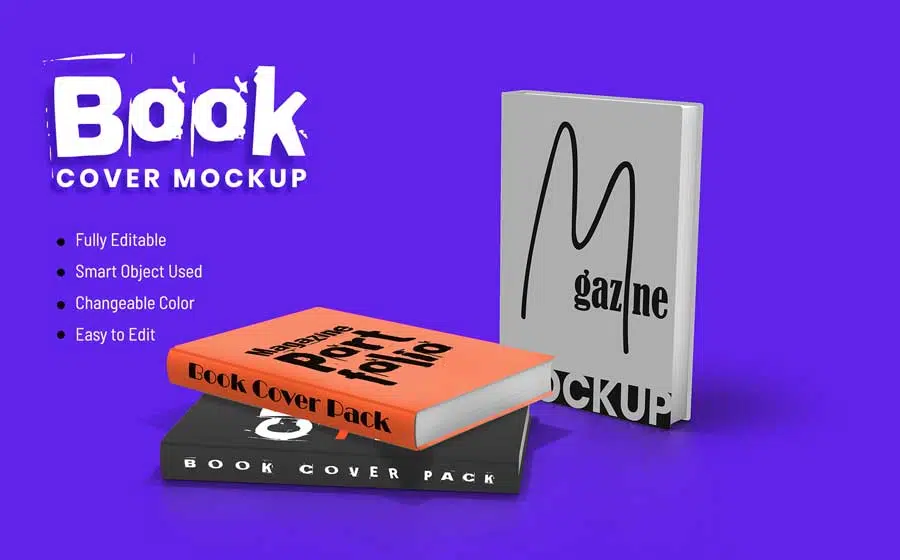 Book
COVER MOCKUP
Fully Editable
Smart Object Used
Changeable Color
Easy to Edit
M
gazine
OCKUP
Magazine
Port
folio
Book Cover Pack
BOOK COVER PACK